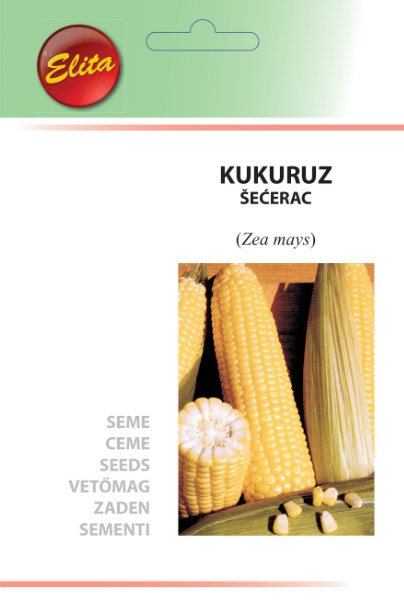 Elita
KUKURUZ
ŠEĆERAC
(Zea mays)
SEME
CEME
SEEDS
VETŐMAG
ZADEN
SEMENTI